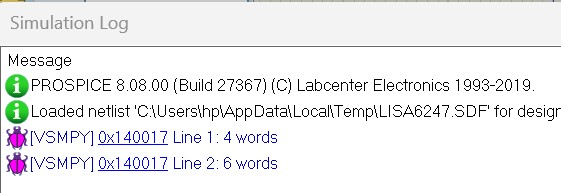 Simulation Log
Message
PROSPICE 8.08.00 (Build 27367) (C) Labcenter Electronics 1993-2019.
Loaded netlist 'C:\Users\hp\AppData\Local\Temp\LISA6247.SDF' for design
[VSMPY] 0x140017 Line 1: 4 words
[VSMPY] 0x140017 Line 2: 6 words